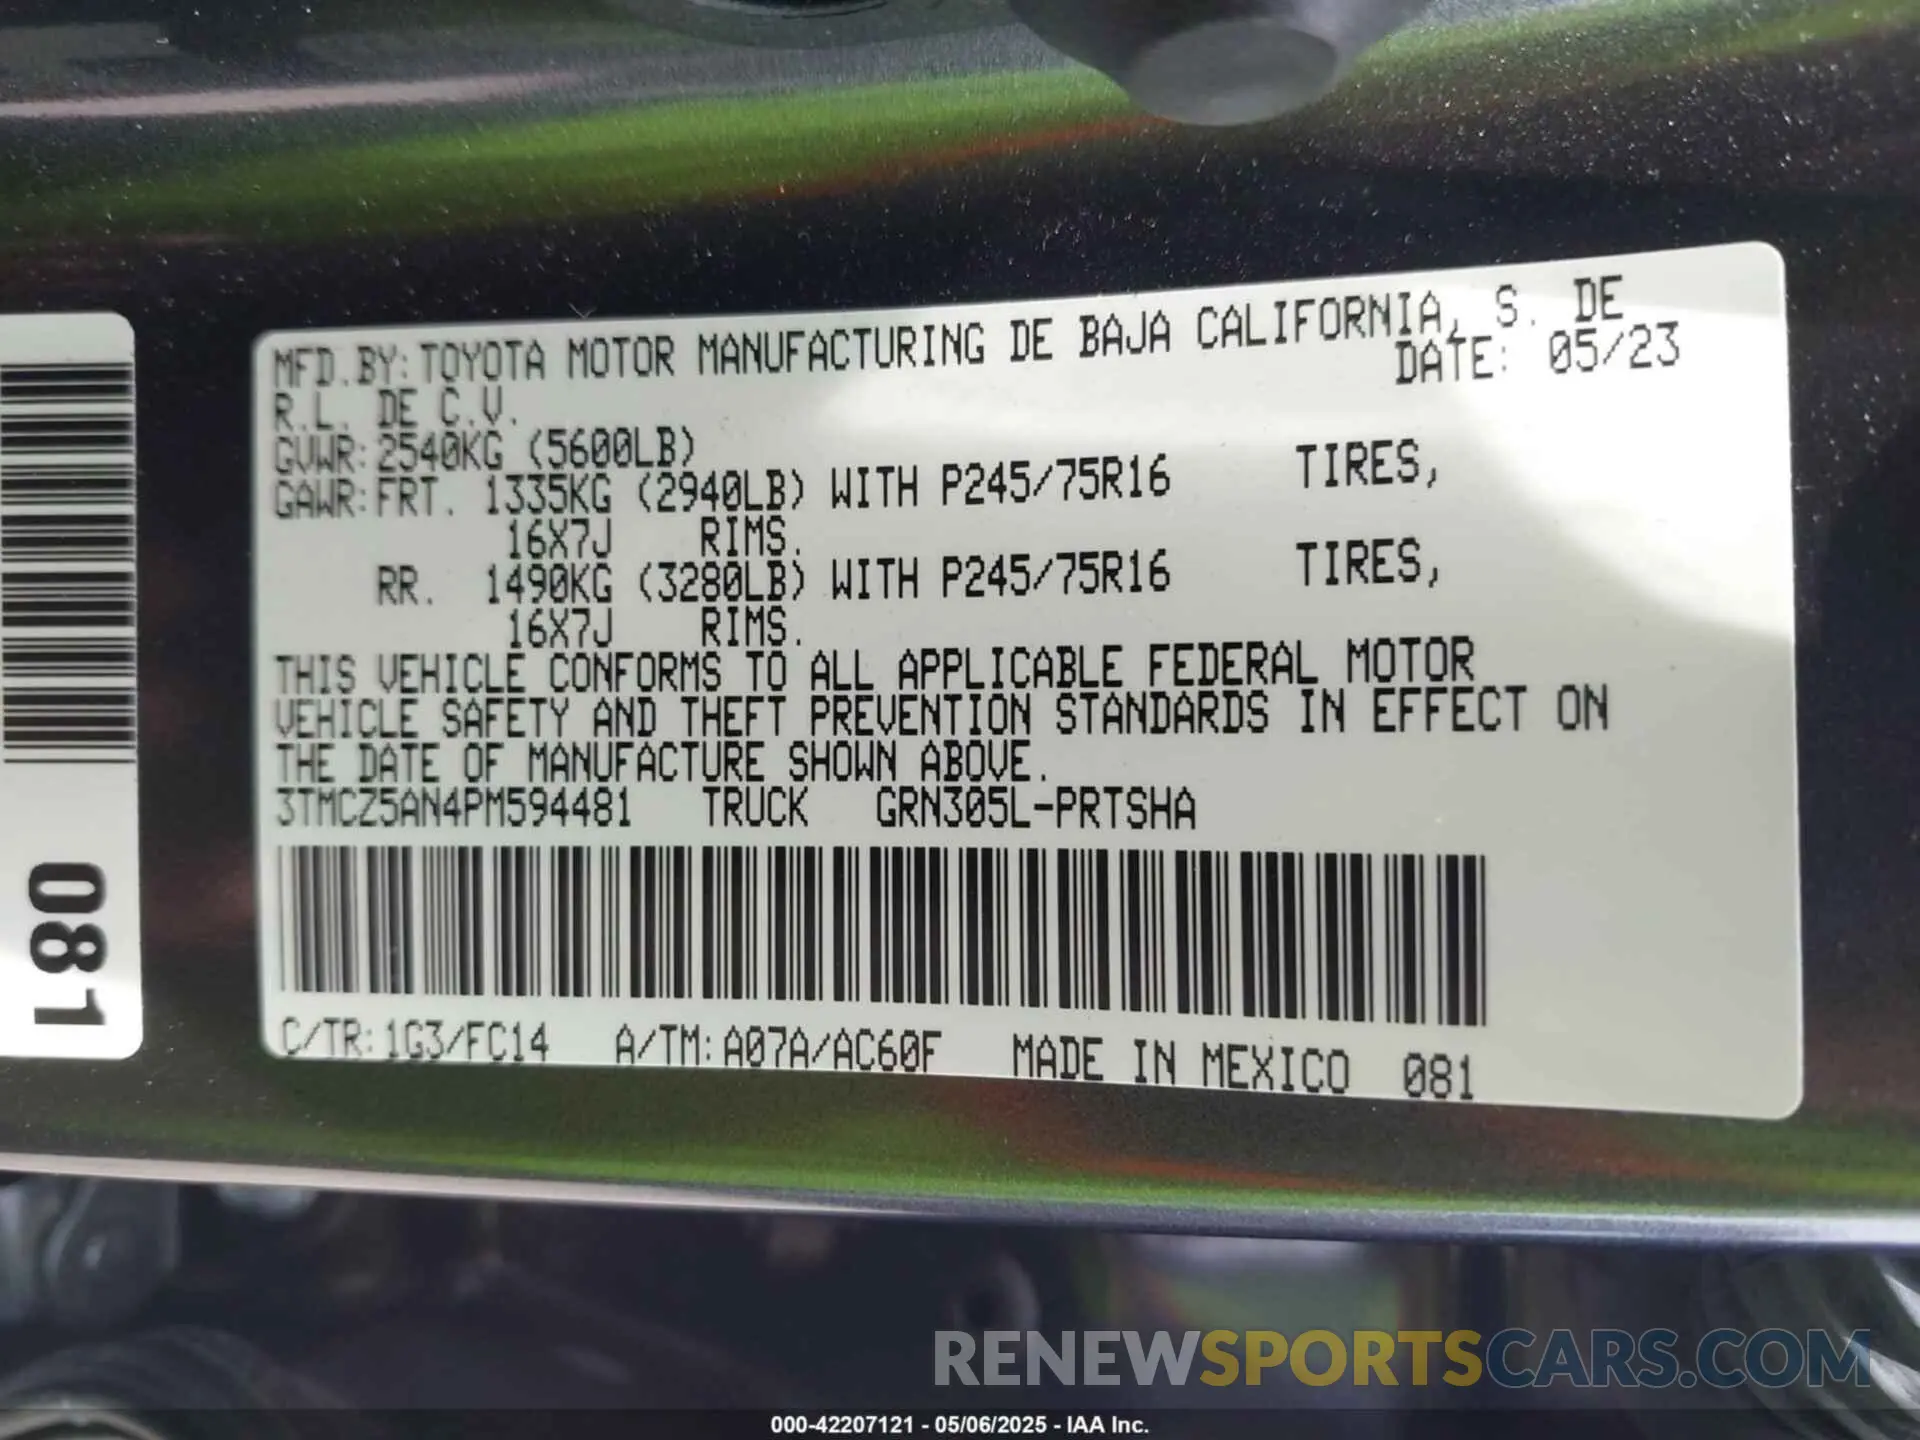 MFD.BY:TOYOTA MOTOR MANUFACTURING DE BAJA CALIFORNIA, S. DE
R.L. DE C.V. DATE: 05/23
GVWR:2540KG (5600LB)
GAWR:FRT. 1335KG (2940LB) WITH P245/75R16 TIRES,
16X7J RIMS.
RR. 1490KG (3280LB) WITH P245/75R16 TIRES,
16X7J RIMS.
THIS VEHICLE CONFORMS TO ALL APPLICABLE FEDERAL MOTOR
VEHICLE SAFETY AND THEFT PREVENTION STANDARDS IN EFFECT ON
THE DATE OF MANUFACTURE SHOWN ABOVE.
3TMCZ5AN4PM594481 TRUCK GRN305L-PRTSHA
C/TR:1G3/FC14 A/TM:A07A/AC60F MADE IN MEXICO 081
081
RENEWSPORTSCARS.COM
000-42207121 - 05/06/2025 - IAA Inc.